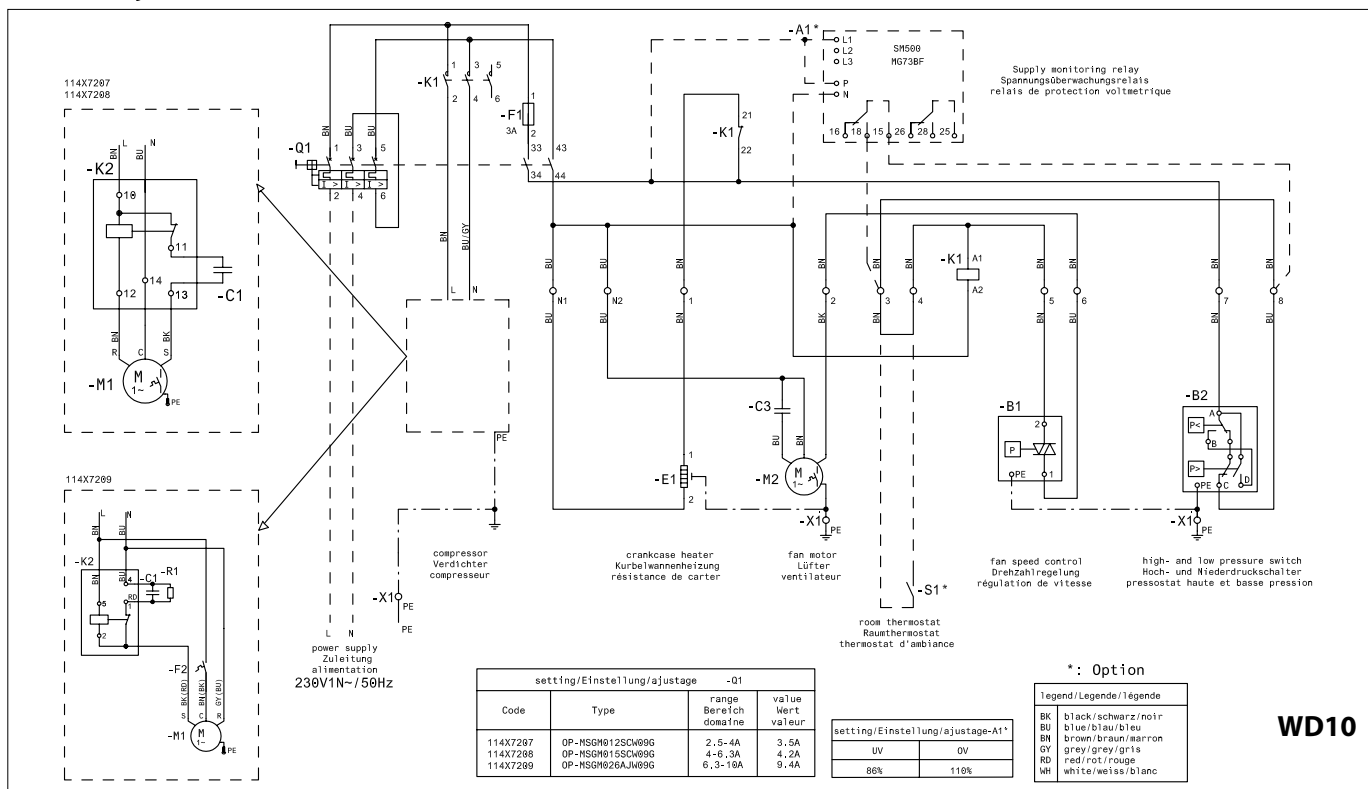 114X7207
114X7208
L
N
BN
BU
-K2
10
11
14
12
13
-C1
BN
BU
BK
R
C
S
M
1~
-M1
PE
114X7209
L
N
BN
BU
-K2
BN
BU
4
-C1
-R1
RD
5
1
2
-F2
BK(RD)
BN(BK)
GY(BU)
S
C
R
-M1
M
1~
PE
-Q1
BN
BU
BU
1
3
5
I >
I >
I >
2
4
6
L
N
power supply
Zuleitung
alimentation
230V1N~/50Hz
-K1
1
3
5
2
4
6
BN
BU/GY
L
N
PE
-X1
PE
PE
compressor
Verdichter
compresseur
-F1
3A
1
2
33
43
34
44
-K1
21
22
-A1*
L1
L2
L3
P
N
SM500
MG73BF
16
18
15
26
28
25
Supply monitoring relay
Spannungsüberwachungsrelais
relais de protection voltmetrique
BU
BU
BN
BN
BN
BN
-K1
A1
A2
BN
BU
BN
BN
N1
N2
1
2
3
4
5
6
7
8
BU
BU
BN
BK
BN
BN
BN
BU
BN
BU
-E1
1
2
crankcase heater
Kurbelwannenheizung
résistance de carter
-C3
BU
BN
-M2
M
1~
-X1
PE
fan motor
Lüfter
ventilateur
-S1*
room thermostat
Raumthermostat
thermostat d'ambiance
-B1
2
P
PE
1
fan speed control
Drehzahlregelung
régulation de vitesse
-B2
A
P<
B
P>
D
PE
C
-X1
PE
high- and low pressure switch
Hoch- und Niederdruckschalter
pressostat haute et basse pression
setting/Einstellung/ajustage -Q1
Code Type range Bereich domaine value Wert valeur
114X7207 OP-MSGM012SCW09G 2.5-4A 3.5A
114X7208 OP-MSGM015SCW09G 4-6,3A 4.2A
114X7209 OP-MSGM026AJW09G 6,3-10A 9.4A
setting/Einstellung/ajustage-A1*
UV OV
86% 110%
*: Option
legend/Legende/légende
BK black/schwarz/noir
BU blue/blau/bleu
BN brown/braun/marron
GY grey/grey/gris
RD red/rot/rouge
WH white/weiss/blanc
WD10